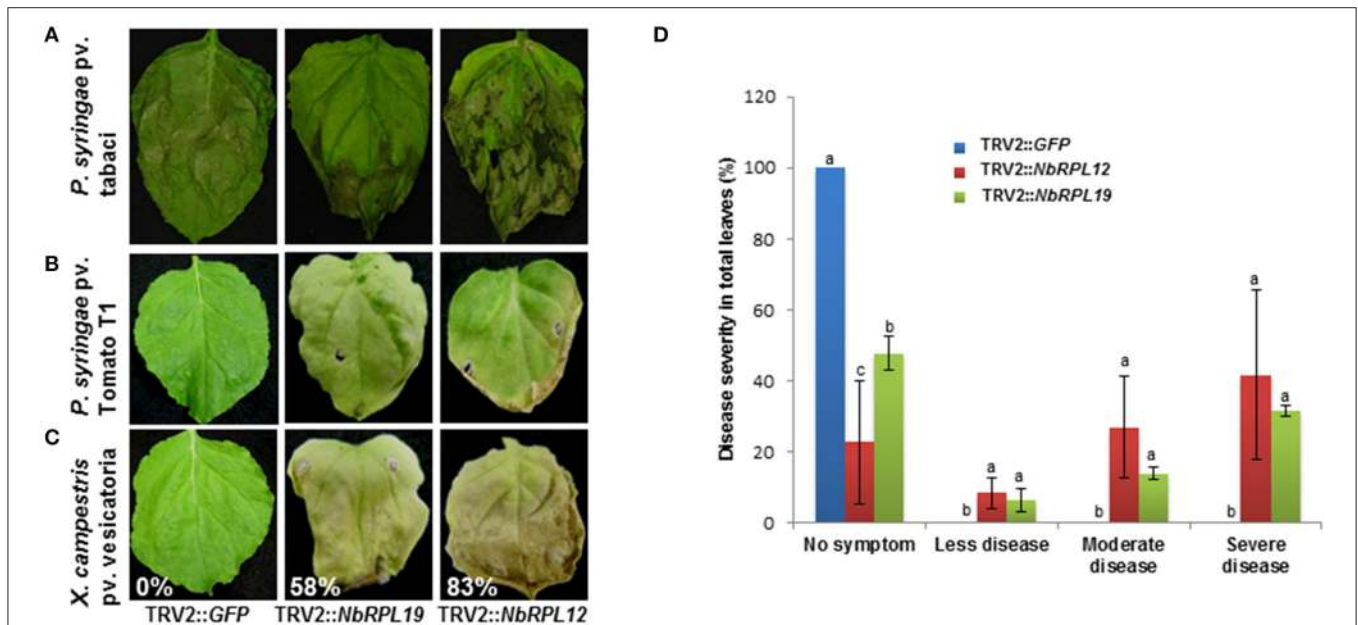 A
P. syringae pv.
tabaci
B
P. syringae pv.
Tomato T1
C
X. campestris
pv. vesicatoria
0%
58%
83%
TRV2::GFP
TRV2::NbRPL19
TRV2::NbRPL12
D
Disease severity in total leaves (%)
120
100
80
60
40
20
0
TRV2::GFP
TRV2::NbRPL12
TRV2::NbRPL19
a
c
b
b
a
a
b
a
a
b
a
a
No symptom
Less disease
Moderate
disease
Severe
disease